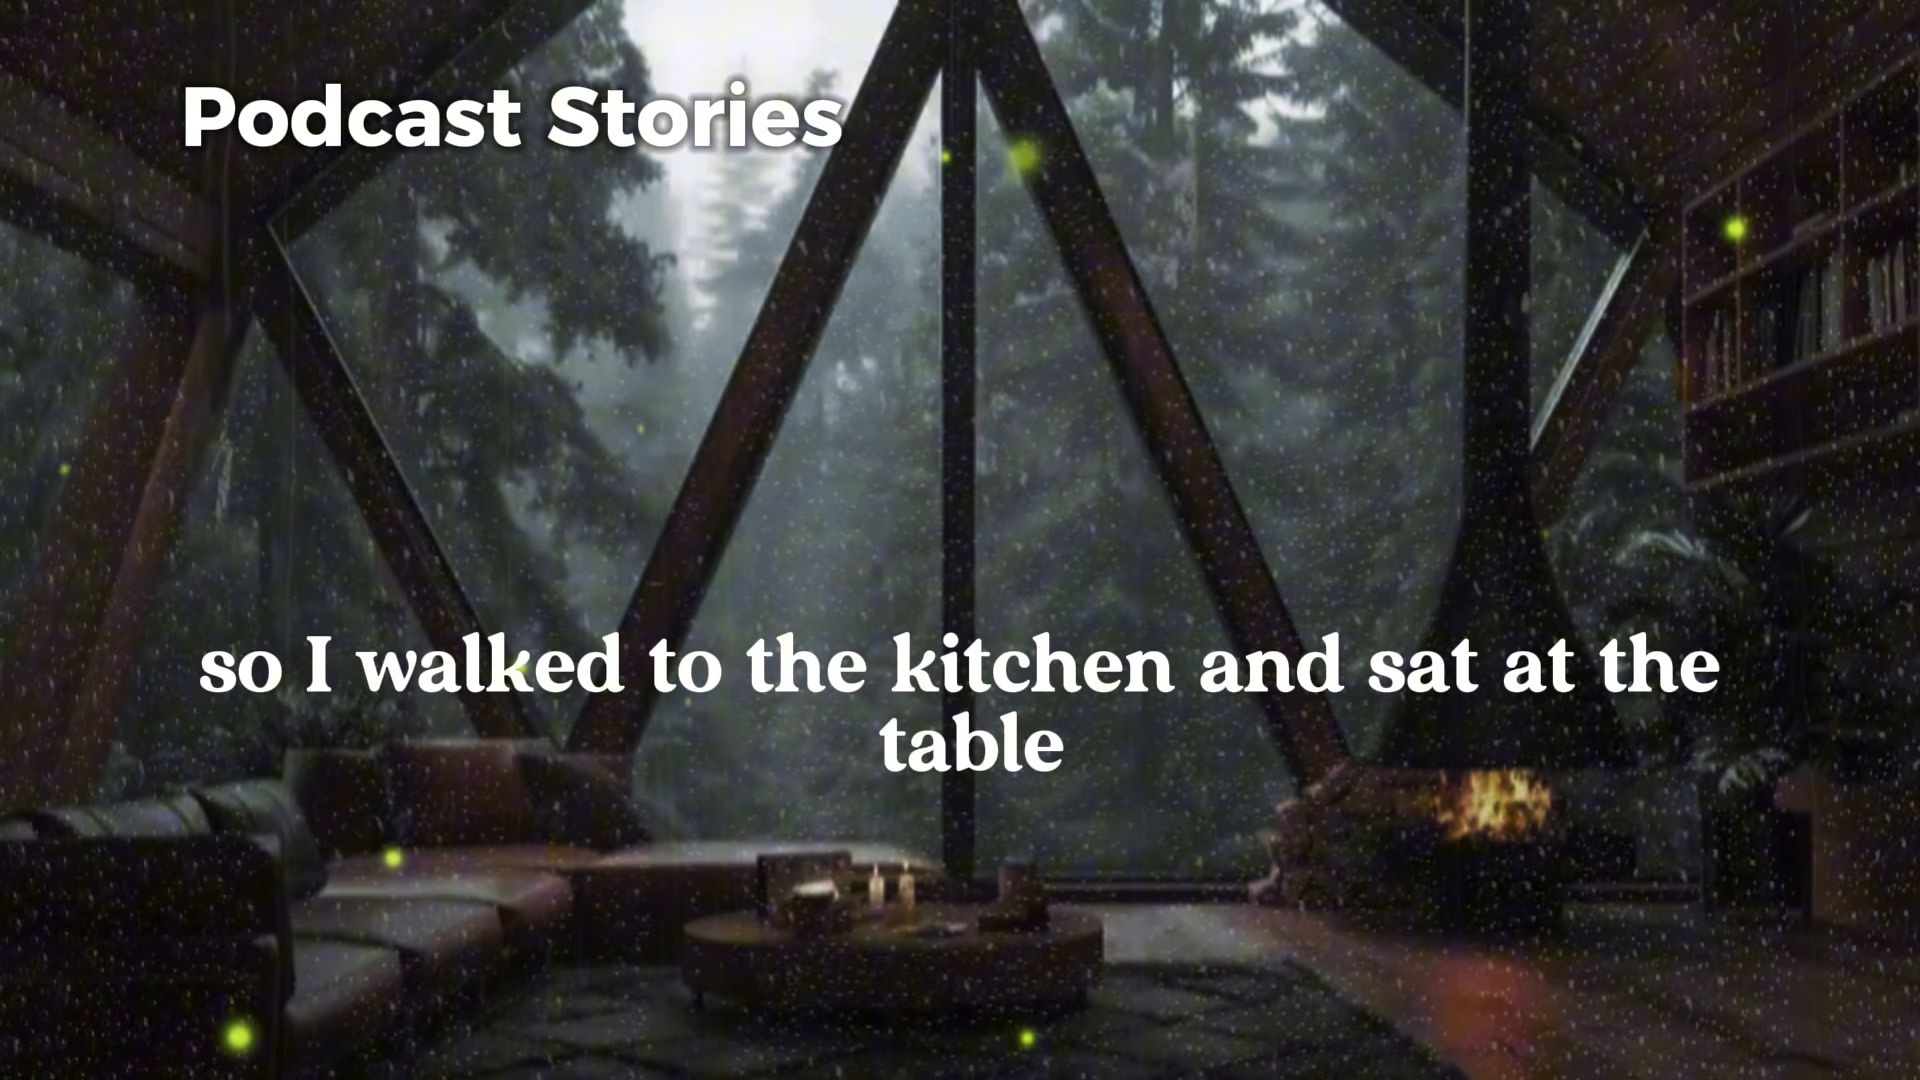 Podcast Stories
so I walked to the kitchen and sat at the
table